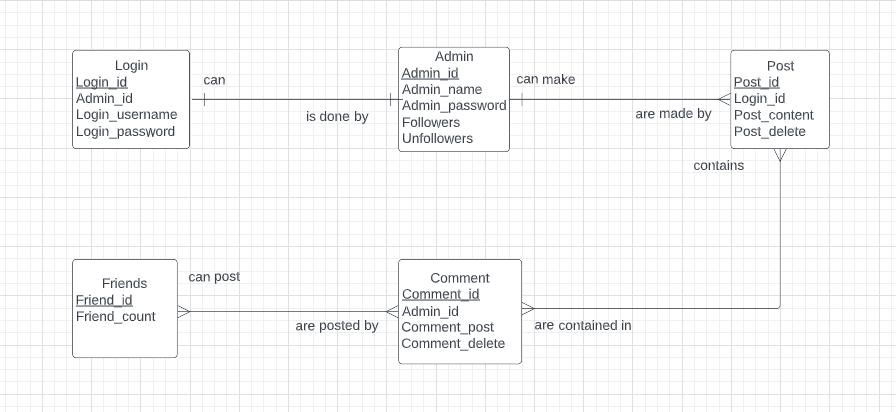 Login
Login_id
Admin_id
Login_username
Login_password
can
is done by
Admin
Admin_id
Admin_name
Admin_password
Followers
Unfollowers
can make
are made by
Post
Post_id
Login_id
Post_content
Post_delete
contains
Friends
Friend_id
Friend_count
can post
are posted by
Comment
Comment_id
Admin_id
Comment_post
Comment_delete
are contained in